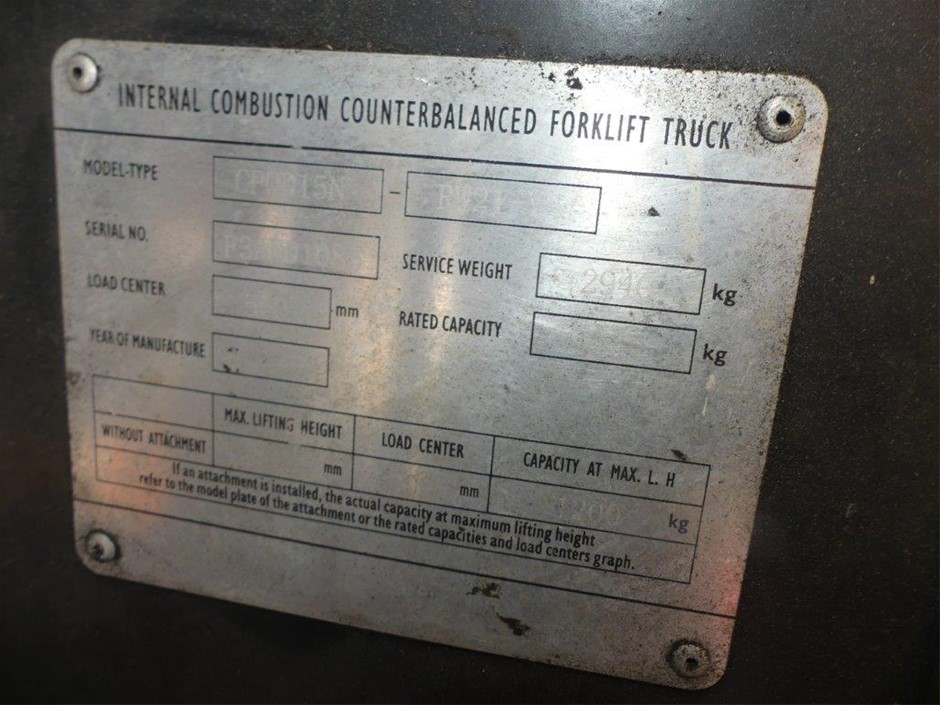 INTERNAL COMBUSTION COUNTERBALANCED FORKLIFT TRUCK
MODEL-TYPE -
SERIAL NO.
SERVICE WEIGHT kg
LOAD CENTER mm
RATED CAPACITY kg
YEAR OF MANUFACTURE
MAX. LIFTING HEIGHT LOAD CENTER CAPACITY AT MAX. L. H
WITHOUT ATTACHMENT mm mm kg
If an attachment is installed, the actual capacity at maximum lifting height
refer to the model plate of the attachment or the rated capacities and load centers graph.